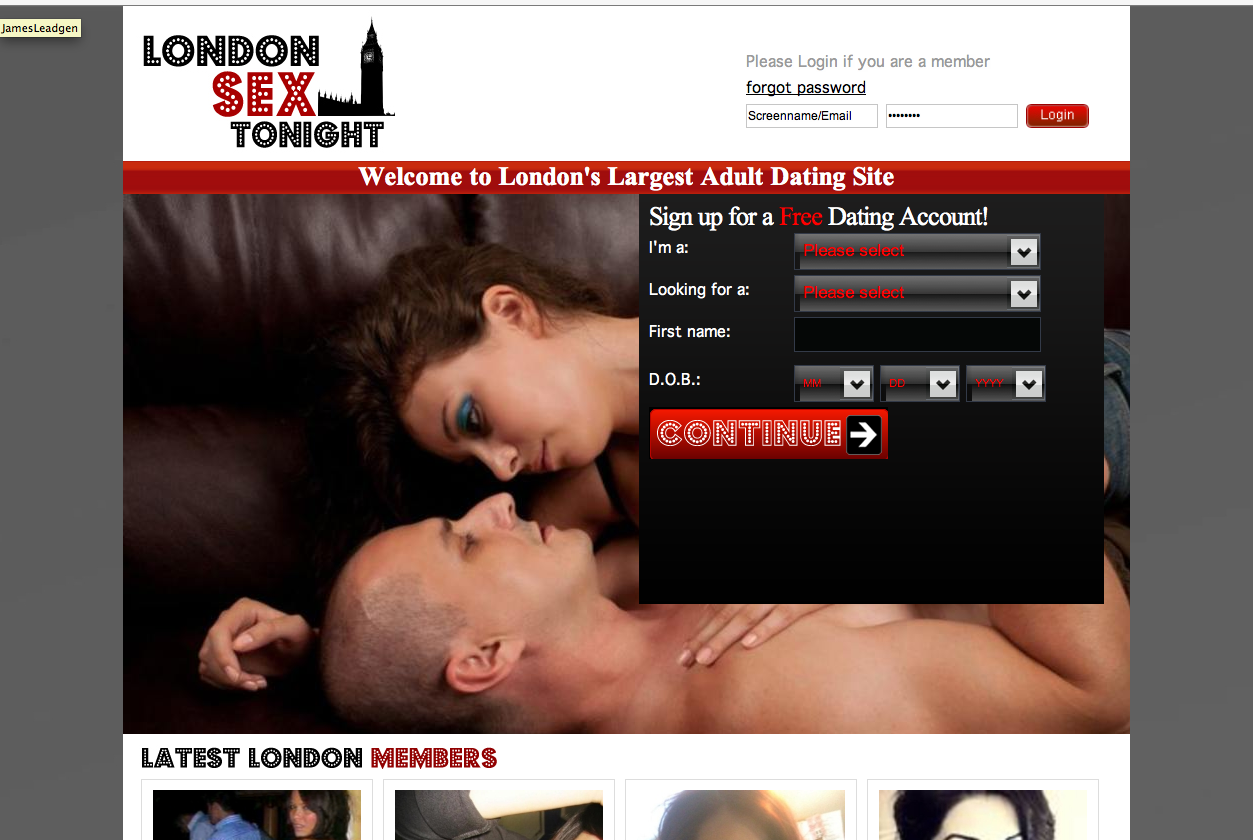 JamesLeadgen
LONDON
SEX
TONIGHT
Please Login if you are a member
forgot password
Screenname/Email
••••••••
Login
Welcome to London's Largest Adult Dating Site
Sign up for a Free Dating Account!
I'm a:
Please select
Looking for a:
Please select
First name:
D.O.B.:
MM
DD
YYYY
CONTINUE
LATEST LONDON MEMBERS